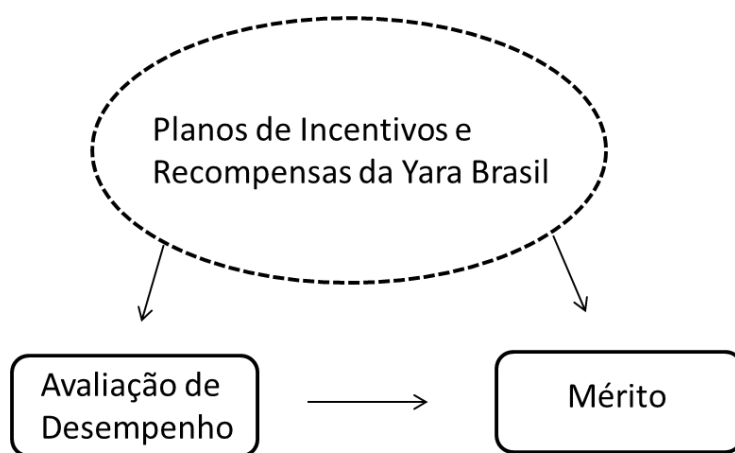 Planos de Incentivos e
Recompensas da Yara Brasil
Avaliação de
Desempenho
Mérito